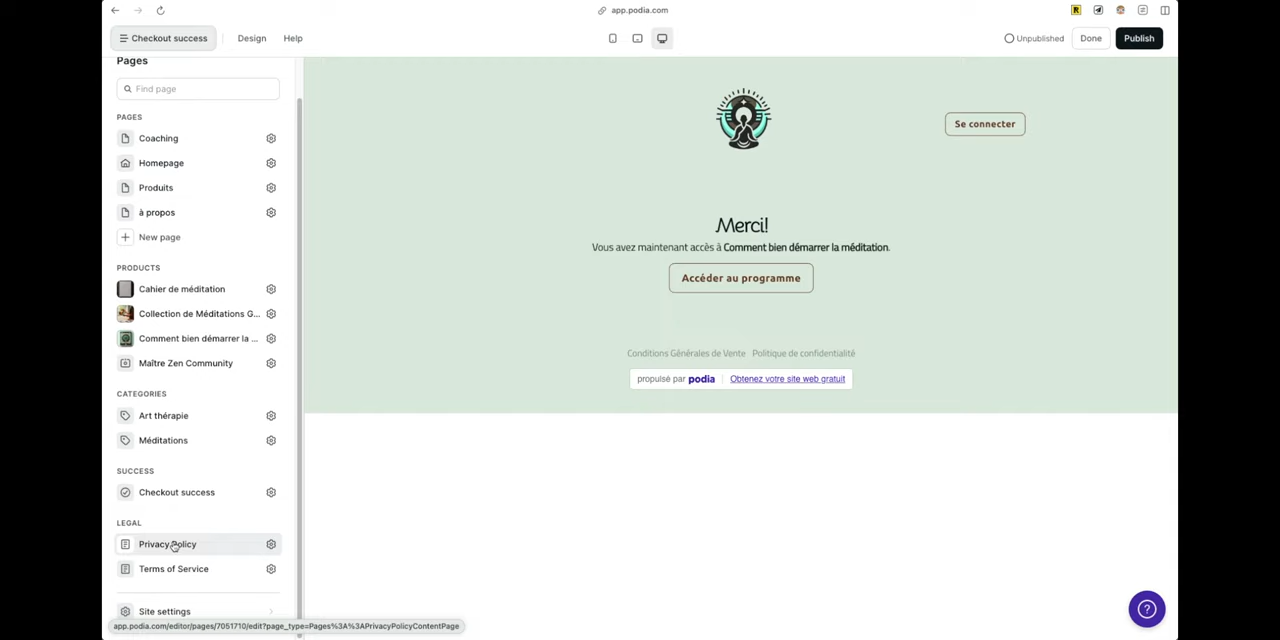 app.podia.com
Checkout success
Design
Help
Unpublished
Done
Publish
Pages
Find page
PAGES
Coaching
Homepage
Produits
à propos
New page
PRODUCTS
Cahier de méditation
Collection de Méditations G...
Comment bien démarrer la ...
Maître Zen Community
CATEGORIES
Art thérapie
Méditations
SUCCESS
Checkout success
LEGAL
Privacy Policy
Terms of Service
Site settings
app.podia.com/editor/pages/7051710/edit?page_type=Pages%3A%3APrivacyPolicyContentPage
Se connecter
Merci!
Vous avez maintenant accès à Comment bien démarrer la méditation.
Accéder au programme
Conditions Générales de Vente Politique de confidentialité
propulsé par podia Obtenez votre site web gratuit